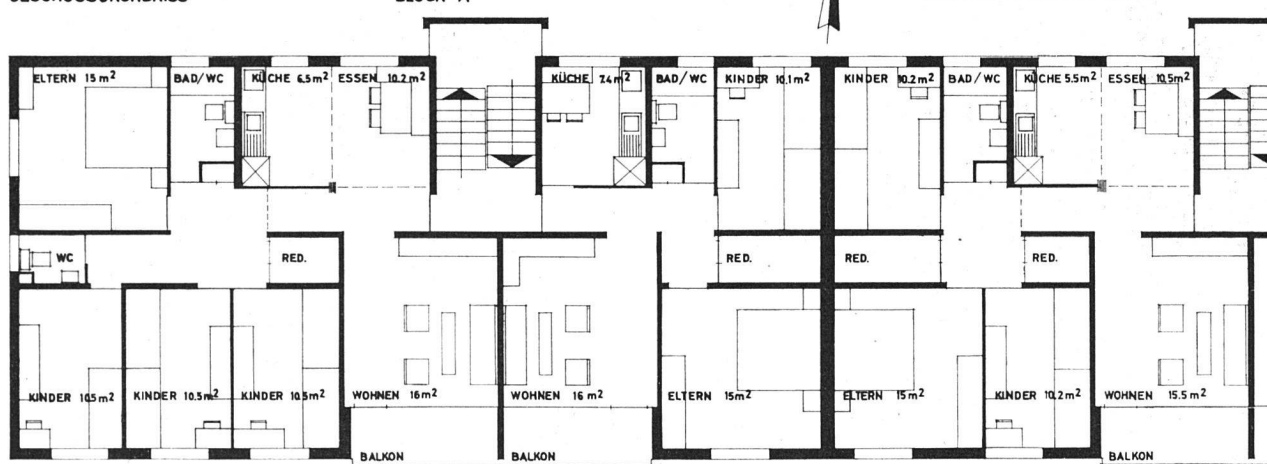 ELTERN 15 m²
BAD/WC
KÜCHE 6.5 m²
ESSEN 10.2 m²
KÜCHE 7.4 m²
BAD/WC
KINDER 10.1 m²
KINDER 10.2 m²
BAD/WC
KÜCHE 5.5 m²
ESSEN 10,5 m²
WC
RED.
RED.
RED.
RED.
KINDER 10.5 m²
KINDER 10.5 m²
KINDER 10.5 m²
WOHNEN 16 m²
WOHNEN 16 m²
ELTERN 15 m²
ELTERN 15 m²
KINDER 10.2 m²
WOHNEN 15.5 m²
BALKON
BALKON
BALKON